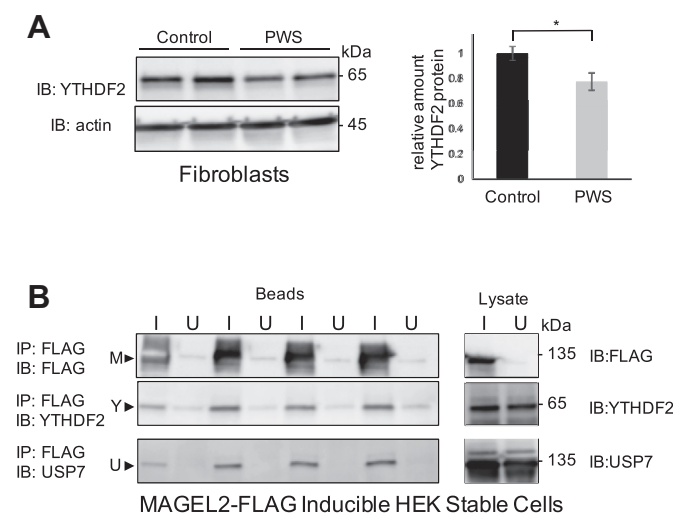 A
Control PWS
kDa
IB: YTHDF2
65
IB: actin
45
Fibroblasts
*
relative amount
YTHDF2 protein
1
0.8
0.6
0.4
0.2
0
Control PWS
B
Beads
Lysate
I U I U I U I U
I U
kDa
IP: FLAG
IB: FLAG
M
135
IB:FLAG
IP: FLAG
IB: YTHDF2
Y
65
IB:YTHDF2
IP: FLAG
IB: USP7
U
135
IB:USP7
MAGEL2-FLAG Inducible HEK Stable Cells